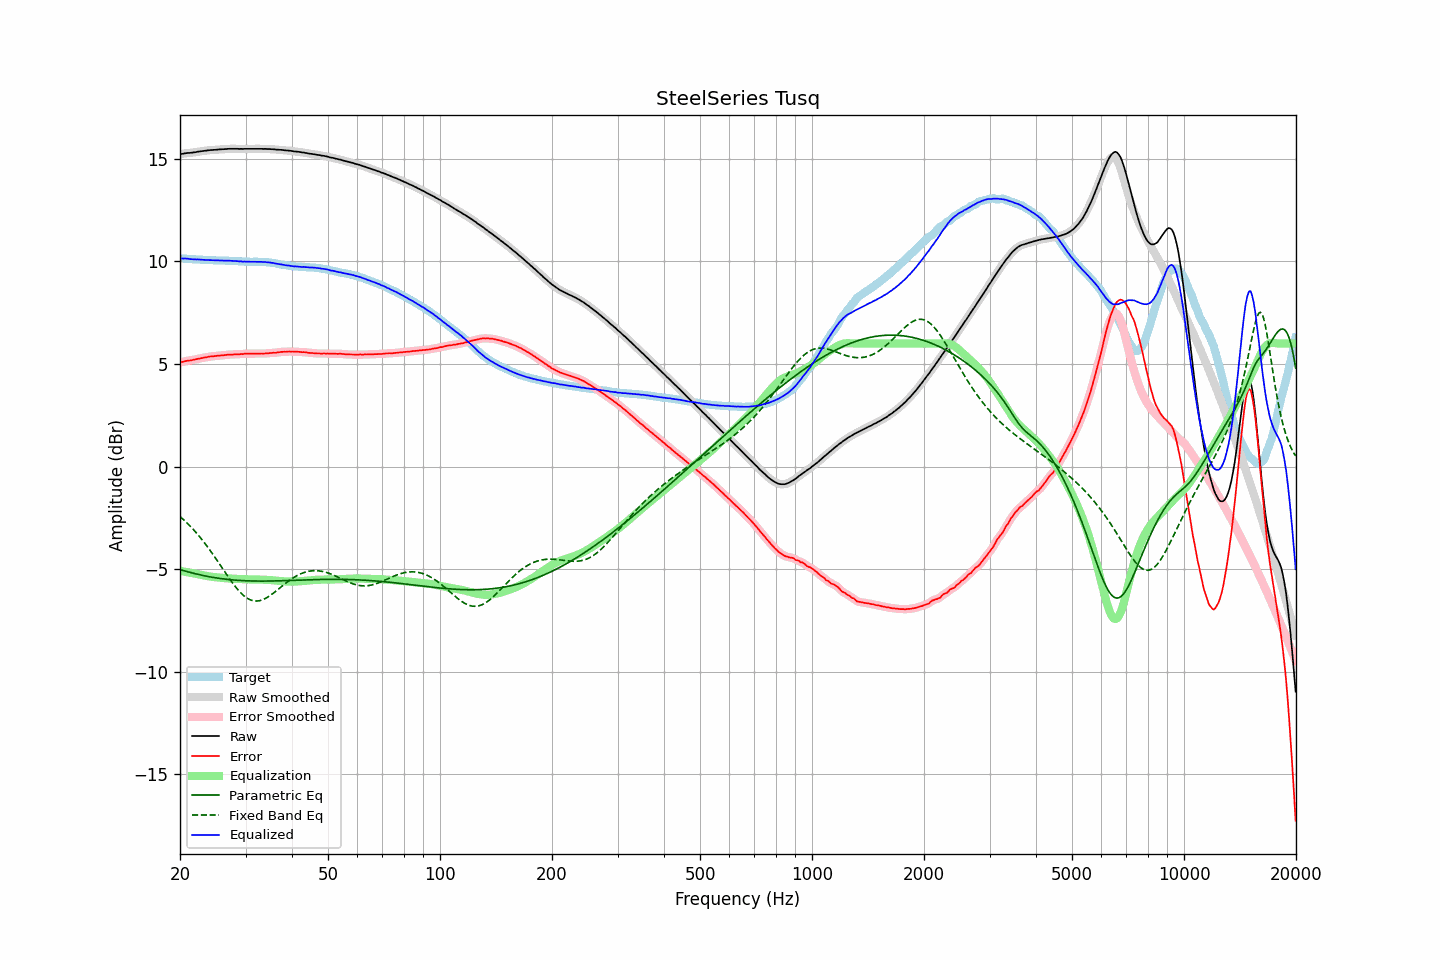 SteelSeries Tusq
Amplitude (dBr)
15
10
5
0
−5
−10
−15
Target
Raw Smoothed
Error Smoothed
Raw
Error
Equalization
Parametric Eq
Fixed Band Eq
Equalized
20 50 100 200 500 1000 2000 5000 10000 20000
Frequency (Hz)